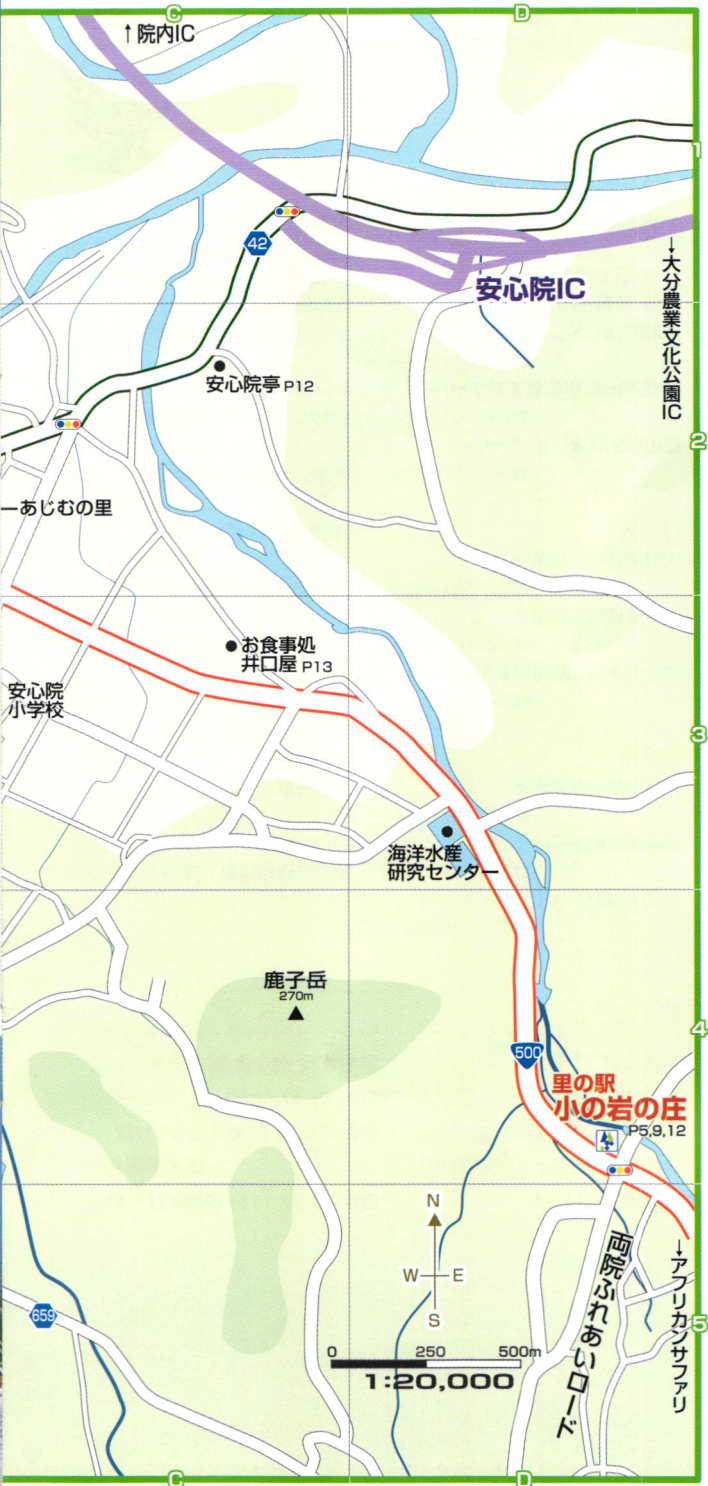 C
D
↑院内IC
1
42
安心院IC
→大分農業文化公園IC
安心院亭 P12
2
あじむの里
お食事処
井口屋 P13
安心院
小学校
3
海洋水産
研究センター
鹿子岳
270m
4
500
里の駅
小の岩の庄
P5,9,12
N
W E
S
両院ふれあいロード
→アフリカンサファリ
659
5
0 250 500m
1:20,000
C
D